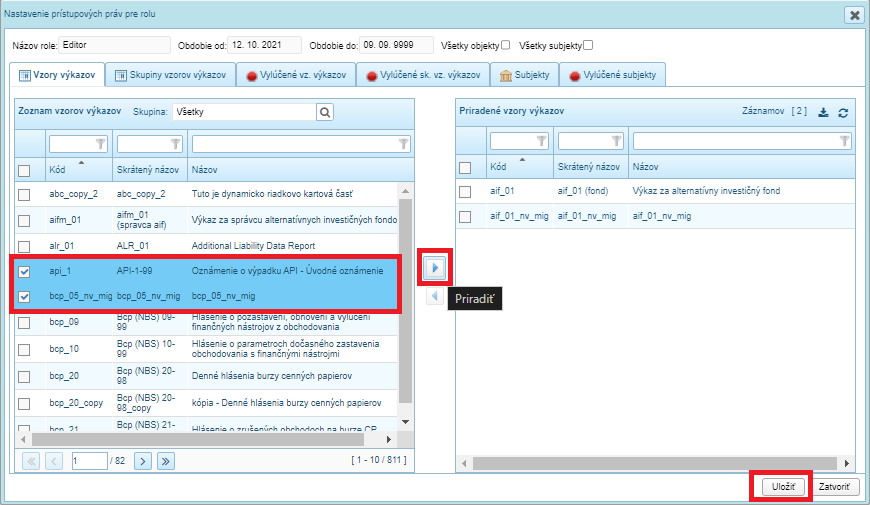 Nastavenie prístupových práv pre rolu
Názov role: Editor Obdobie od: 12. 10. 2021 Obdobie do: 09. 09. 9999 Všetky objekty Všetky subjekty
Vzory výkazov Skupiny vzorov výkazov Vylúčené vz. výkazov Vylúčené sk. vz. výkazov Subjekty Vylúčené subjekty
Zoznam vzorov výkazov Skupina: Všetky
Kód Skrátený názov Názov
abc_copy_2 abc_copy_2 Tuto je dynamicko riadkovo kartová časť
aifm_01 aifm_01 (spravca aif) Výkaz za správcu alternatívnych investičných fondo
alr_01 ALR_01 Additional Liability Data Report
api_1 API-1-99 Oznámenie o výpadku API - Úvodné oznámenie
bcp_05_nv_mig bcp_05_nv_mig bcp_05_nv_mig
bcp_09 Bcp (NBS) 09-99 Hlásenie o pozastavení, obnovení a vylúčení finančných nástrojov z obchodovania
bcp_10 Bcp (NBS) 10-99 Hlásenie o parametroch dočasného zastavenia obchodovania s finančnými nástrojmi
bcp_20 Bcp (NBS) 20-98 Denné hlásenia burzy cenných papierov
bcp_20_copy Bcp (NBS) 20-98_copy kópia - Denné hlásenia burzy cenných papierov
bcp_21 Bcp (NBS) 21- Hlásenie o zrušených obchodoch na burze CP
1 / 82 [ 1 - 10 / 811 ]
Priradiť
Priradené vzory výkazov Záznamov [ 2 ]
Kód Skrátený názov Názov
aif_01 aif_01 (fond) Výkaz za alternatívny investičný fond
aif_01_nv_mig aif_01_nv_mig aif_01_nv_mig
Uložiť Zatvoriť